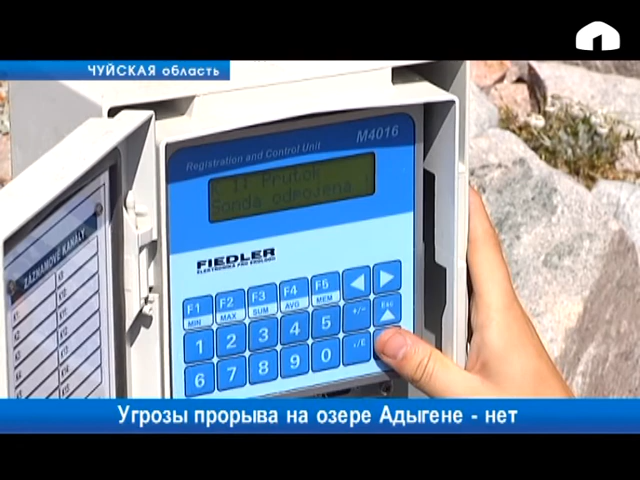 ЧУЙСКАЯ область
Registration and Control Unit M4016
K 1: Prutok
Sonda odpojena !
FIEDLER
ELEKTRONIKA PRO EKOLOGII
ZÁZNAMOVÉ KANÁLY
F1 F2 F3 F4 F5
MIN MAX SUM AVG MEM
1 2 3 4 5 +/- Esc
6 7 8 9 0 ./E
Угрозы прорыва на озере Адыгене - нет